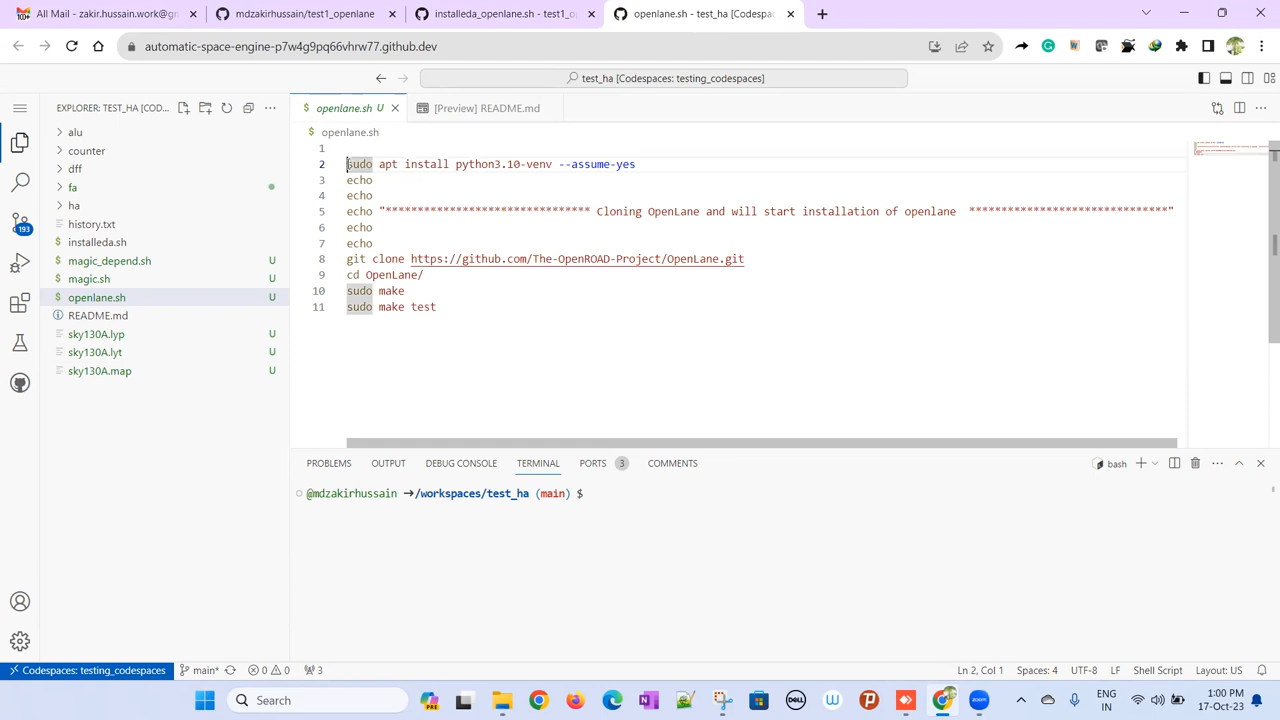 All Mail - zakir.hussain.work@gm
mdzakirhussain/test1_openlane
installeda_openlane.sh - test1_o
openlane.sh - test_ha [Codespac
automatic-space-engine-p7w4g9pq66vhrw77.github.dev
test_ha [Codespaces: testing_codespaces]
EXPLORER: TEST_HA [COD...
openlane.sh U
[Preview] README.md
openlane.sh
alu
counter
dff
fa
ha
history.txt
installeda.sh
magic_depend.sh U
magic.sh U
openlane.sh U
README.md
sky130A.lyp U
sky130A.lyt U
sky130A.map U
193
1
2 sudo apt install python3.10-venv --assume-yes
3 echo
4 echo
5 echo "******************************** Cloning OpenLane and will start installation of openlane *******************************"
6 echo
7 echo
8 git clone https://github.com/The-OpenROAD-Project/OpenLane.git
9 cd OpenLane/
10 sudo make
11 sudo make test
PROBLEMS OUTPUT DEBUG CONSOLE TERMINAL PORTS 3 COMMENTS
bash
@mdzakirhussain →/workspaces/test_ha (main) $
Codespaces: testing_codespaces main* 0 0 3 Ln 2, Col 1 Spaces: 4 UTF-8 LF Shell Script Layout: US
Search
ENG
IN
1:00 PM
17-Oct-23